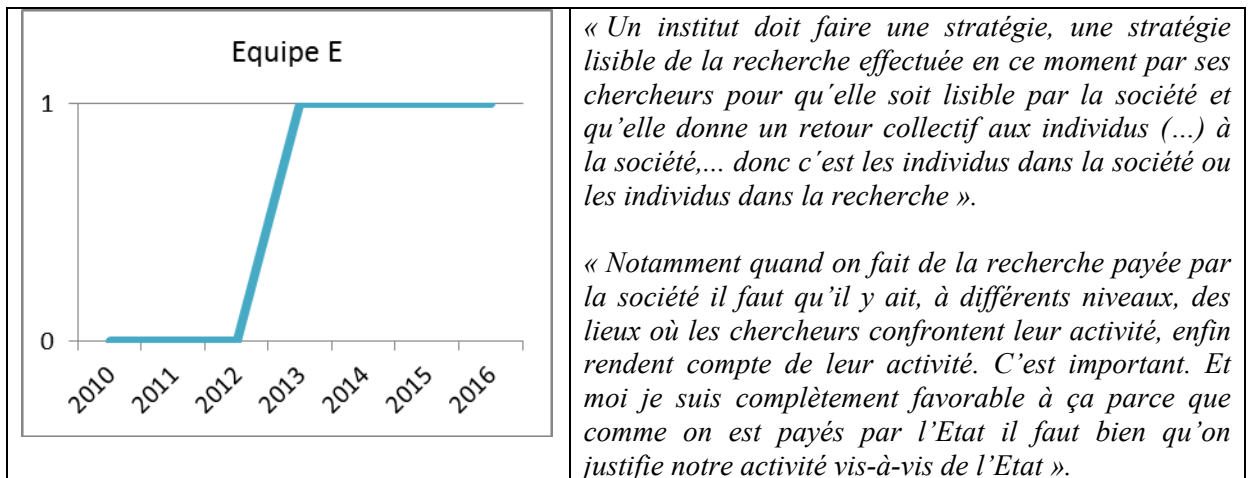 Equipe E
1
0
2010
2011
2012
2013
2014
2015
2016
« Un institut doit faire une stratégie, une stratégie
lisible de la recherche effectuée en ce moment par ses
chercheurs pour qu´elle soit lisible par la société et
qu’elle donne un retour collectif aux individus (…) à
la société,... donc c´est les individus dans la société ou
les individus dans la recherche ».
« Notamment quand on fait de la recherche payée par
la société il faut qu’il y ait, à différents niveaux, des
lieux où les chercheurs confrontent leur activité, enfin
rendent compte de leur activité. C’est important. Et
moi je suis complètement favorable à ça parce que
comme on est payés par l’Etat il faut bien qu’on
justifie notre activité vis-à-vis de l’Etat ».